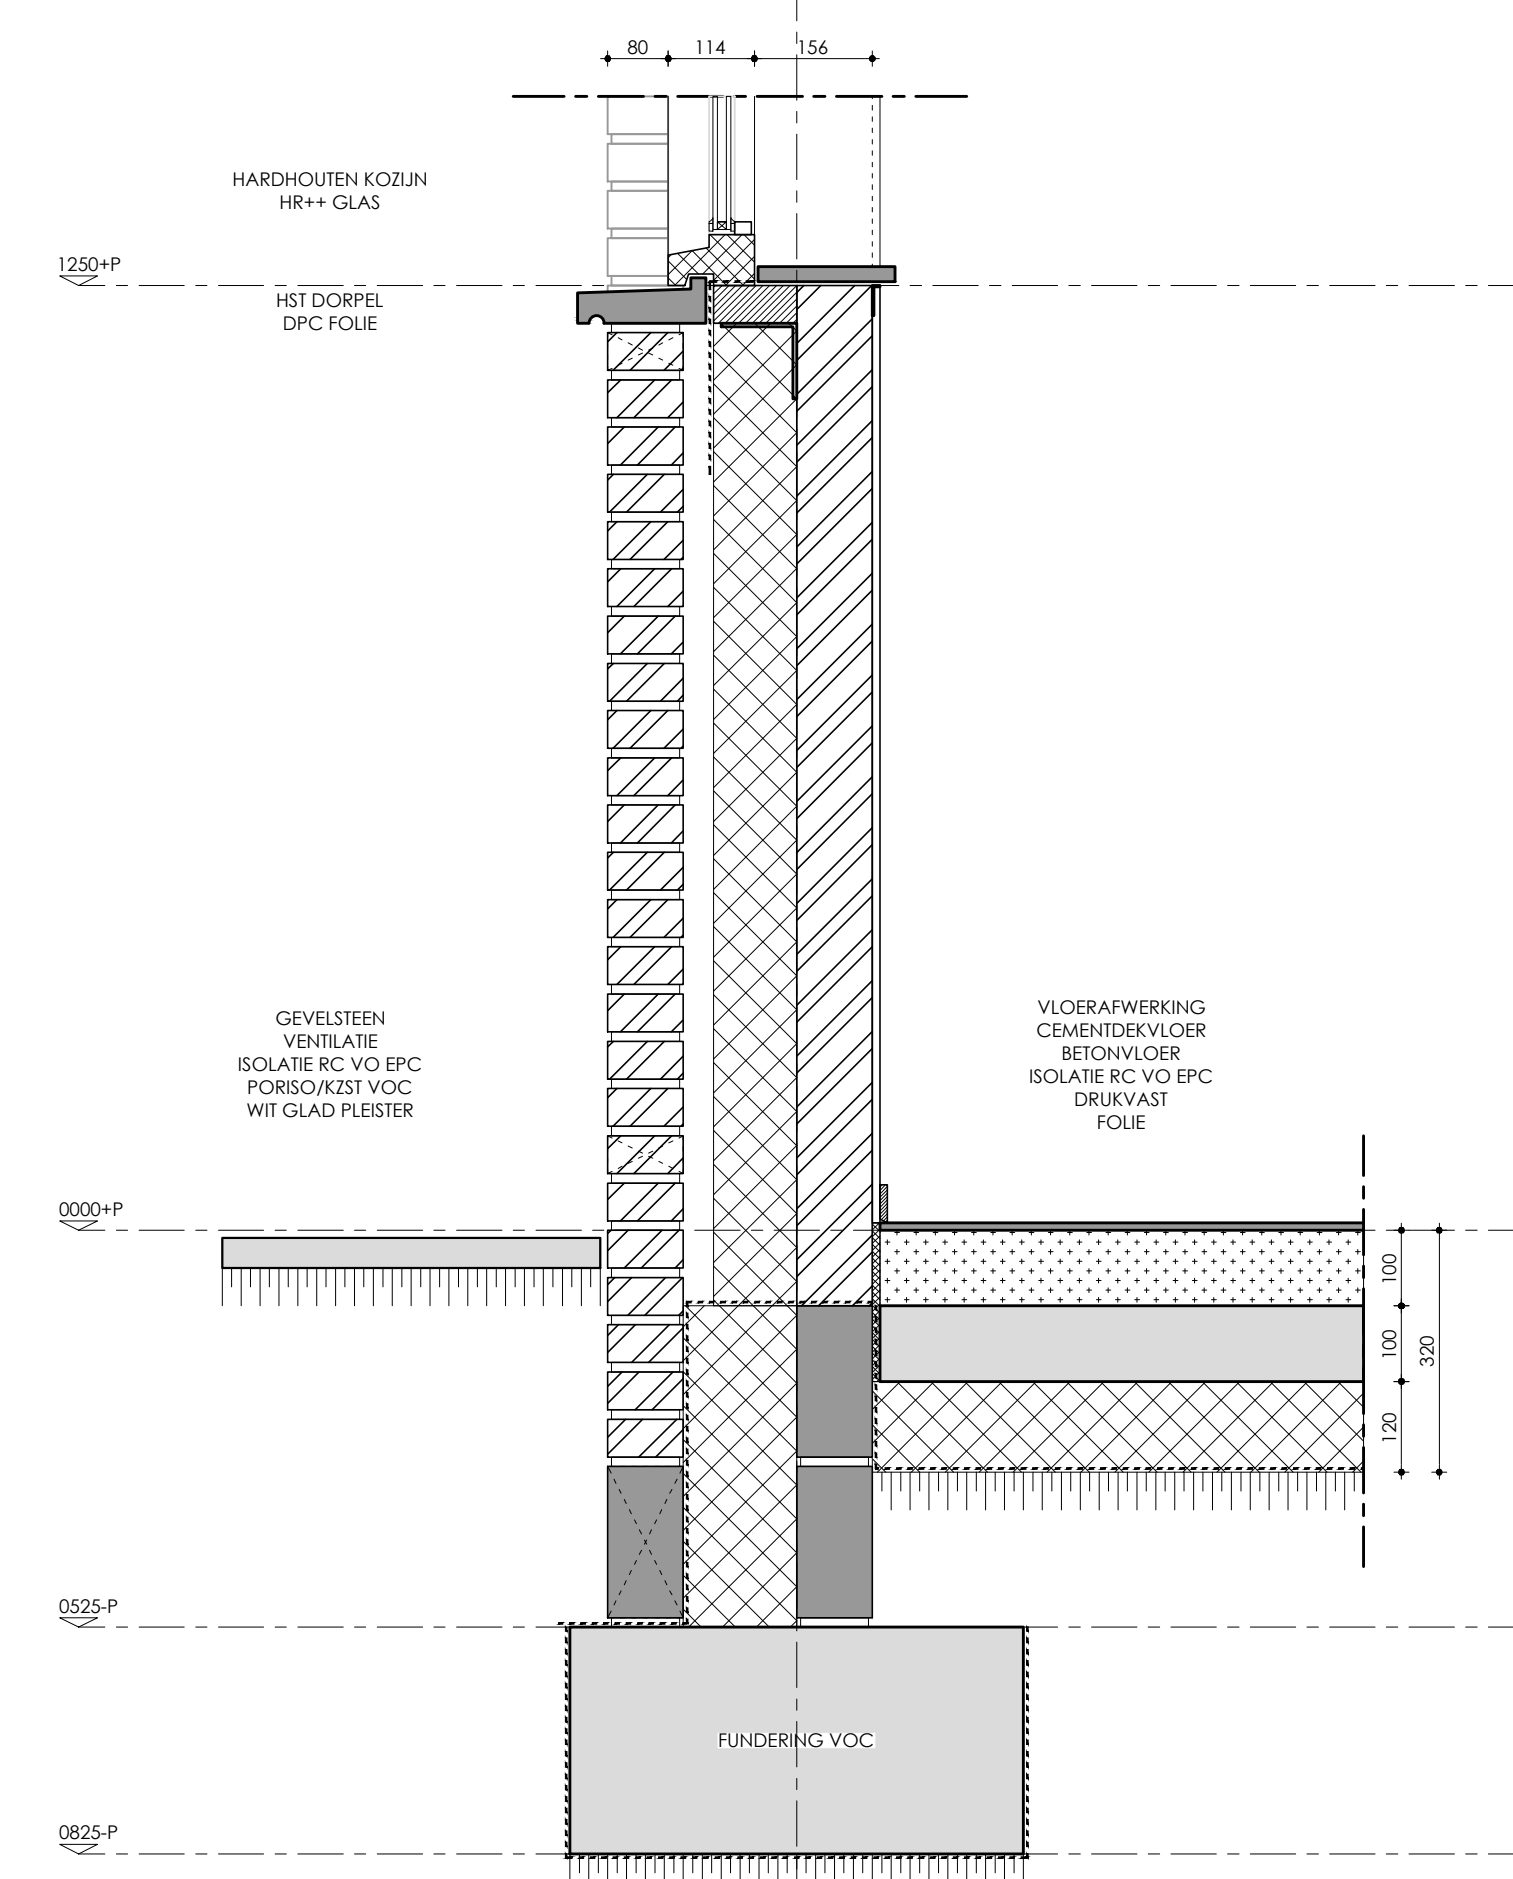 80 114 156
HARDHOUTEN KOZIJN
HR++ GLAS
1250+P
HST DORPEL
DPC FOLIE
GEVELSTEEN
VENTILATIE
ISOLATIE RC VO EPC
PORISO/KZST VOC
WIT GLAD PLEISTER
VLOERAFWERKING
CEMENTDEKVLOER
BETONVLOER
ISOLATIE RC VO EPC
DRUKVAST
FOLIE
0000+P
100
100
320
120
0525-P
FUNDERING VOC
0825-P